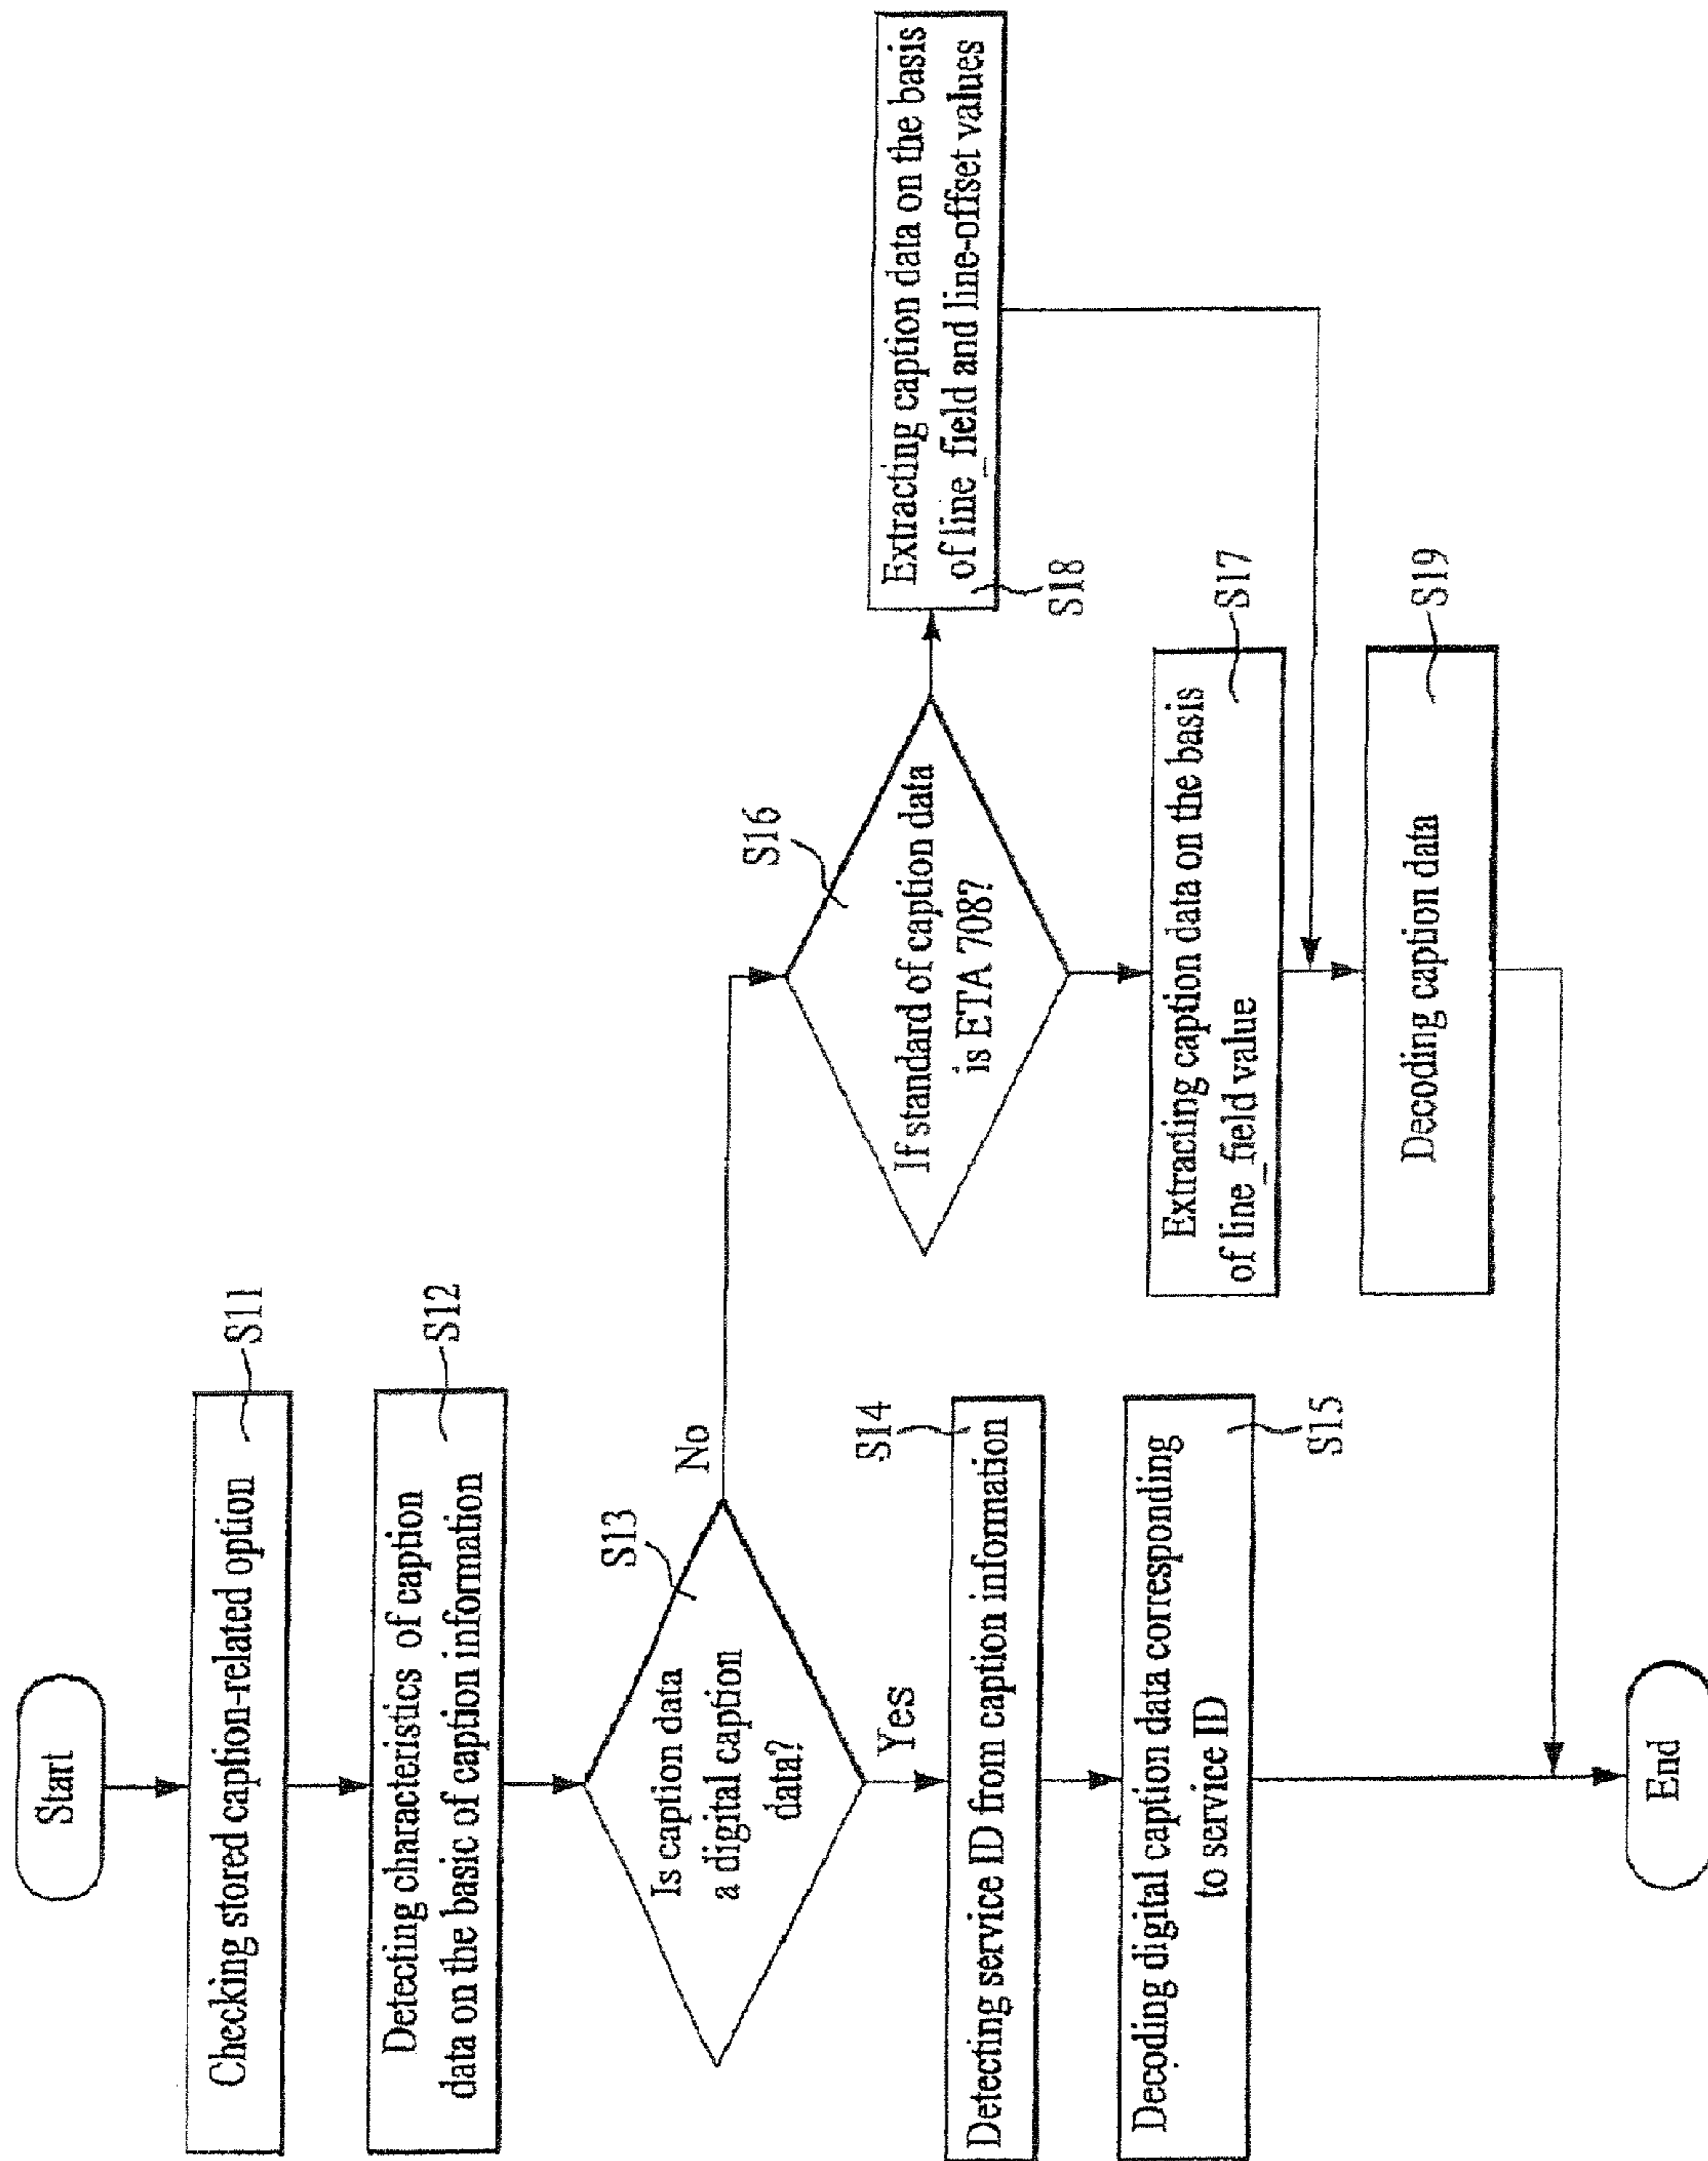 Start
Checking stored caption-related option
S11
Detecting characteristics of caption
data on the basic of caption information
S12
Is caption data
a digital caption
data?
S13
No
Yes
Detecting service ID from caption information
S14
Decoding digital caption data corresponding
to service ID
S15
If standard of caption data
is ETA 708?
S16
Extracting caption data on the basis
of line_field and line-offset values
S18
Extracting caption data on the basis
of line_field value
S17
Decoding caption data
S19
End